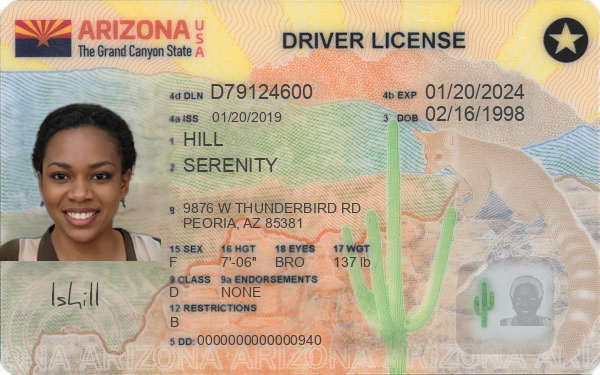 ARIZONA USA
The Grand Canyon State
DRIVER LICENSE
4d DLN D79124600
4b EXP 01/20/2024
4a ISS 01/20/2019
3 DOB 02/16/1998
1 HILL
2 SERENITY
8 9876 W THUNDERBIRD RD
PEORIA, AZ 85381
15 SEX 16 HGT 18 EYES 17 WGT
F 7'-06" BRO 137 lb
9 CLASS 9a ENDORSEMENTS
D NONE
12 RESTRICTIONS
B
5 DD: 0000000000000940
Ishill
ARIZONA ARIZONA ARIZONA ARIZONA